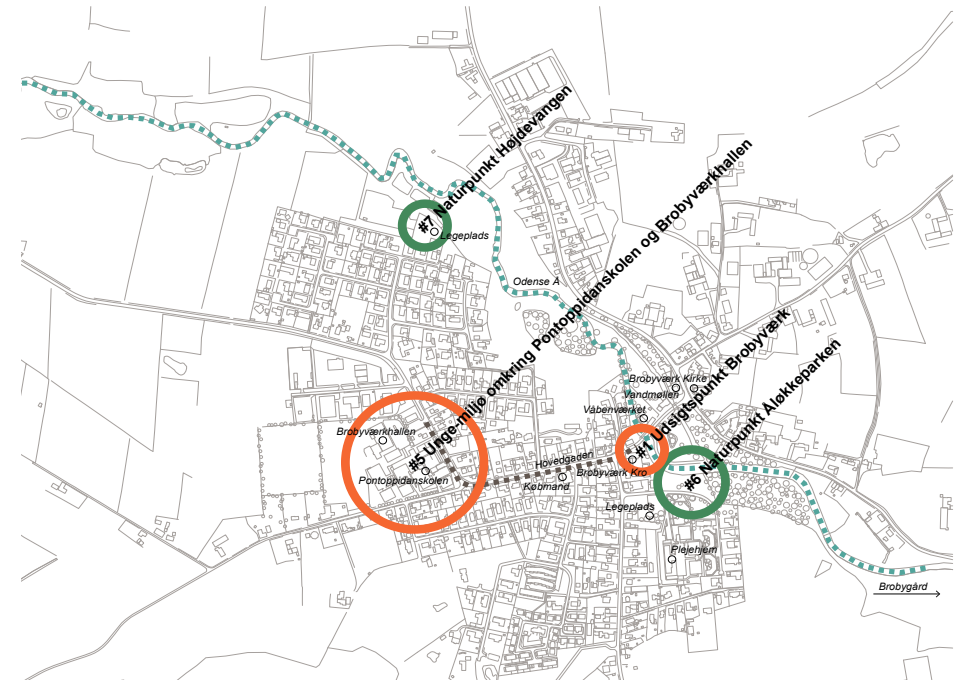 #7 Naturpunkt Højdevangen
Legeplads
Odense Å
#5 Unge-miljø omkring Pontoppidanskolen og Brobyværkhallen
#1 Udsigtspunkt Brobyværk
#6 Naturpunkt Åløkkeparken
Brobyværk Kirke
Vandmøllen
Våbenværket
Brobyværkhallen
Pontoppidanskolen
Hovedgaden
Købmand
Brobyværk Kro
Legeplads
Plejehjem
Brobygård